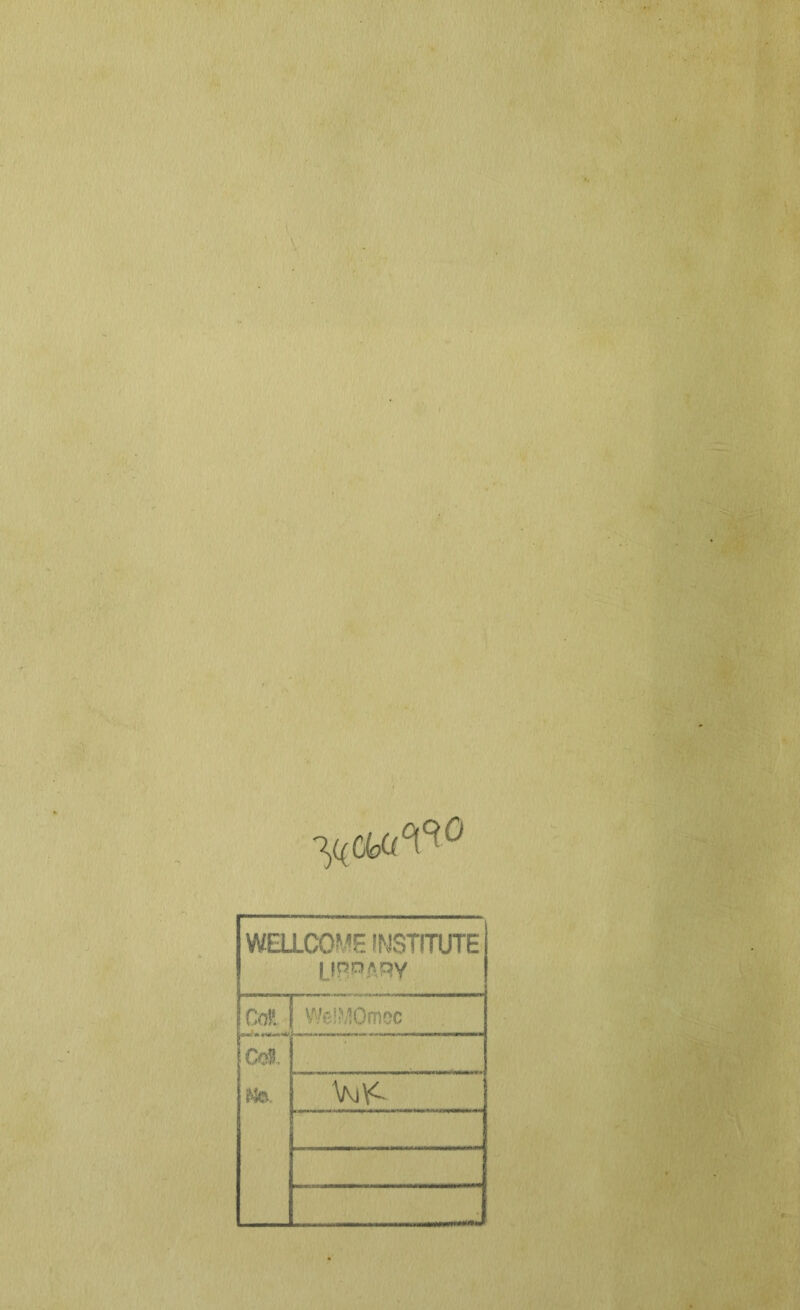 WELLCOME INSTITUTE
LIBRARY
Coll. WelMOmec
Coll.
No. WK